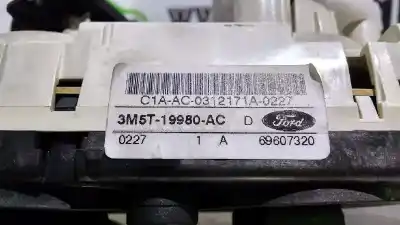 C1A-AC-0312171A-0227
3M5T-19980-AC D Ford
0227 1 A 69607320